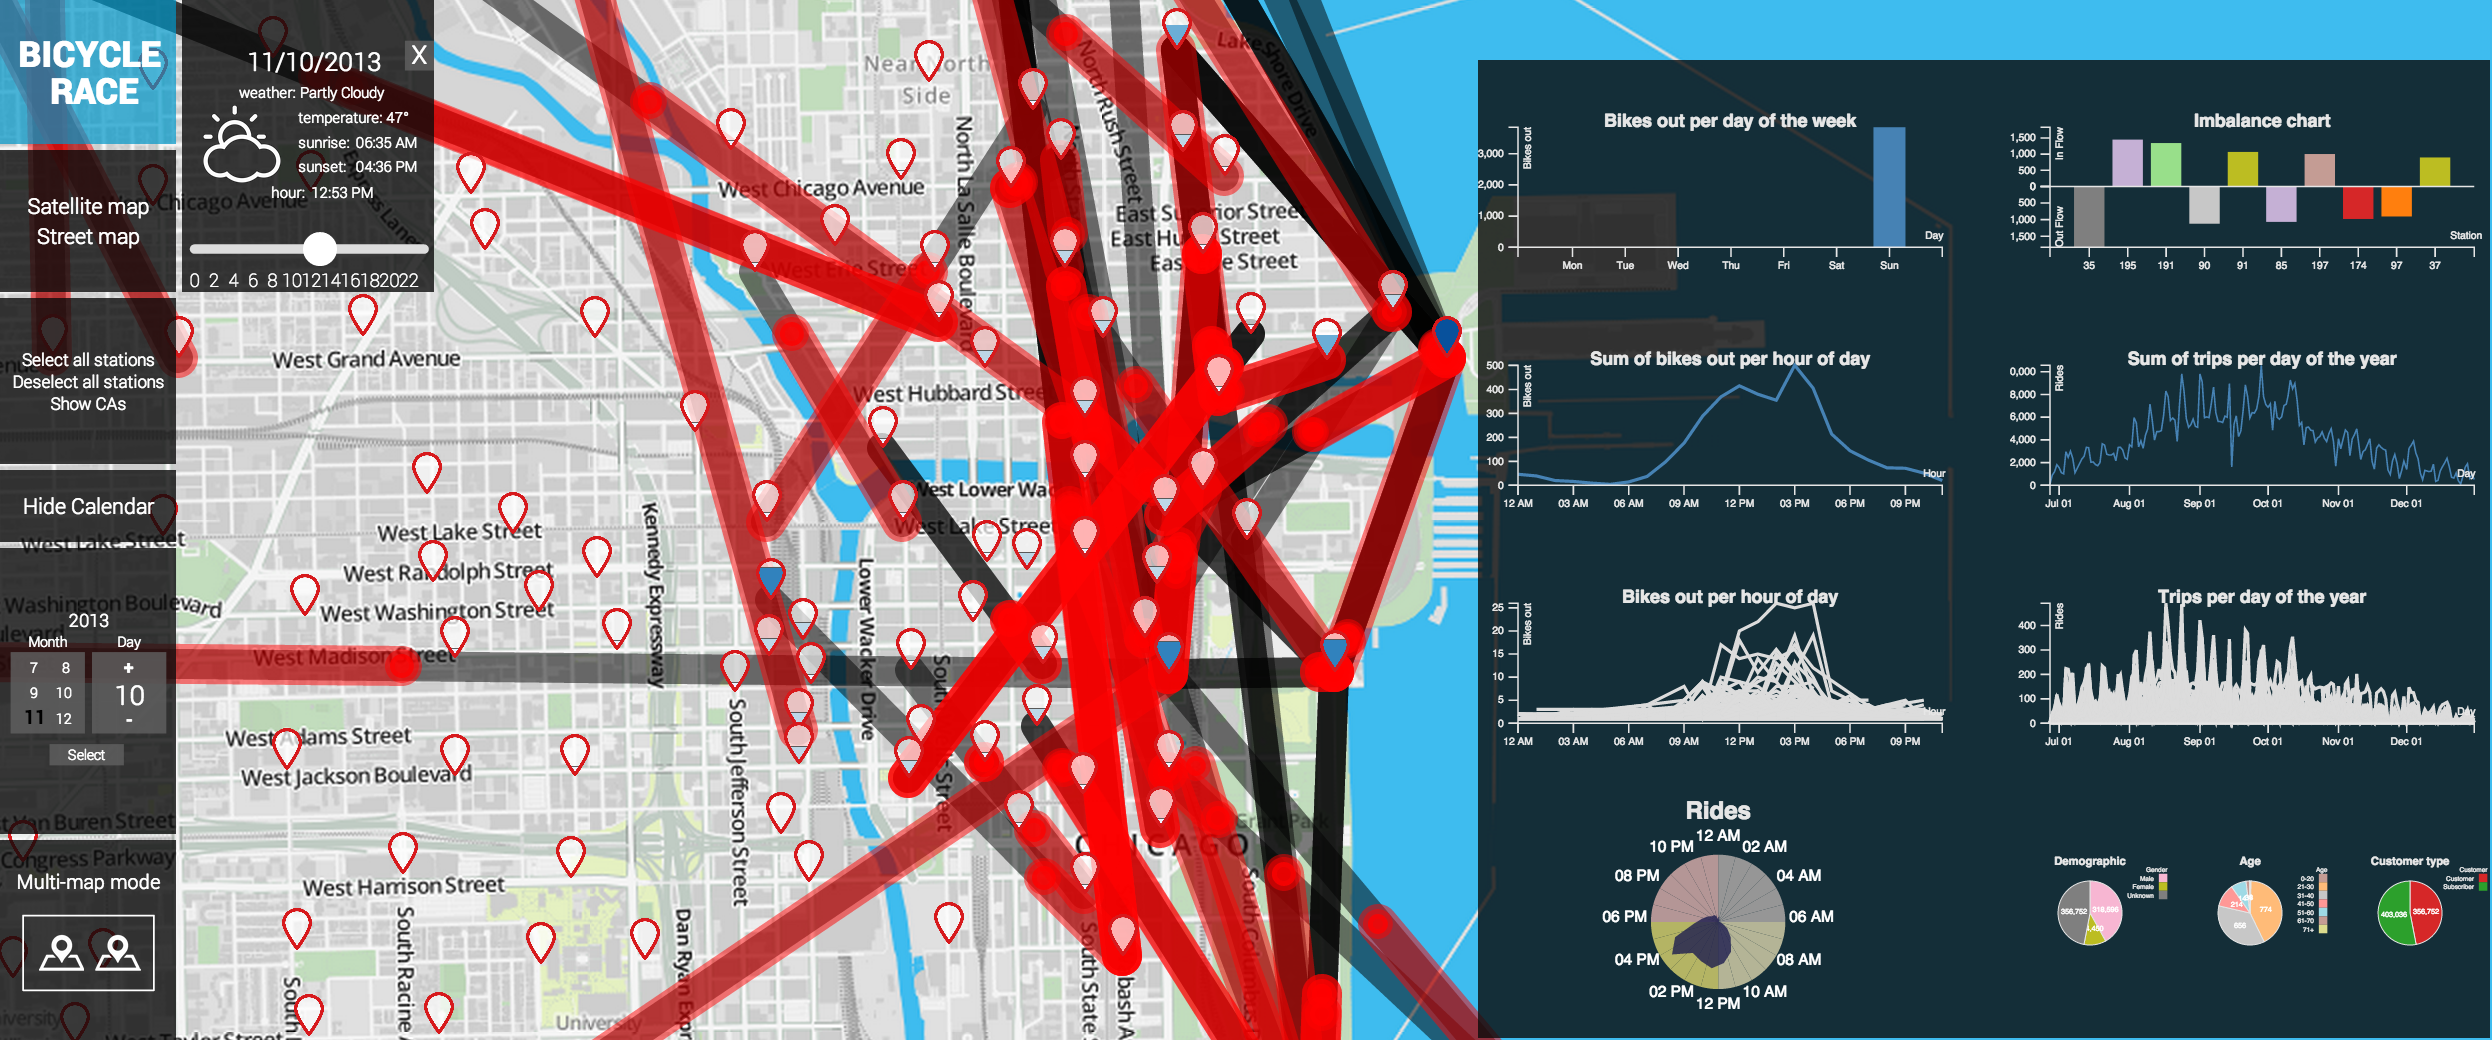 BICYCLE
RACE
Satellite map
Street map
Select all stations
Deselect all stations
Show CAs
Hide Calendar
2013
Month Day
7 8 +
9 10 10
11 12 -
Select
Multi-map mode
X
11/10/2013
weather: Partly Cloudy
temperature: 47°
sunrise: 06:35 AM
sunset: 04:36 PM
hour: 12:53 PM
0 2 4 6 8 10 12 14 16 18 20 22
Near North
Side
Lake Shore Drive
North Rush Street
North La Salle Boulevard
West Chicago Avenue
Chicago Avenue
East Superior Street
East Huron Street
East Erie Street
West Erie Street
West Grand Avenue
West Hubbard Street
West Lower Wac
West Lake Street
West Lake Street
West Lake Street
West Randolph Street
West Washington Street
Washington Boulevard
West Madison Street
Kennedy Expressway
Lower Wacker Drive
West Adams Street
West Jackson Boulevard
South Jefferson Street
t Van Buren Street
Congress Parkway
West Harrison Street
CHICAGO
Grant Park
South Racine A
Dan Ryan Expr
South State
bash A
South Columbus D
University
West Taylor Street
Bikes out per day of the week
Bikes out
3,000
2,000
1,000
0
Mon Tue Wed Thu Fri Sat Sun
Day
Imbalance chart
In Flow
Out Flow
1,500
1,000
500
0
500
1,000
1,500
Station
35 195 191 90 91 85 197 174 97 37
Sum of bikes out per hour of day
Bikes out
500
400
300
200
100
0
Hour
12 AM 03 AM 06 AM 09 AM 12 PM 03 PM 06 PM 09 PM
Sum of trips per day of the year
Rides
0,000
8,000
6,000
4,000
2,000
0
Day
Jul 01 Aug 01 Sep 01 Oct 01 Nov 01 Dec 01
Bikes out per hour of day
Bikes out
25
20
15
10
5
0
Hour
12 AM 03 AM 06 AM 09 AM 12 PM 03 PM 06 PM 09 PM
Trips per day of the year
Rides
400
300
200
100
0
Day
Jul 01 Aug 01 Sep 01 Oct 01 Nov 01 Dec 01
Rides
12 AM
02 AM
04 AM
06 AM
08 AM
10 AM
12 PM
02 PM
04 PM
06 PM
08 PM
10 PM
Demographic
Gender
Male
Female
Unknown
356,752
Age
Age
0-20
21-30
31-40
41-50
51-60
61-70
71+
774
214
Customer type
Customer
Customer
Subscriber
403,036
356,752